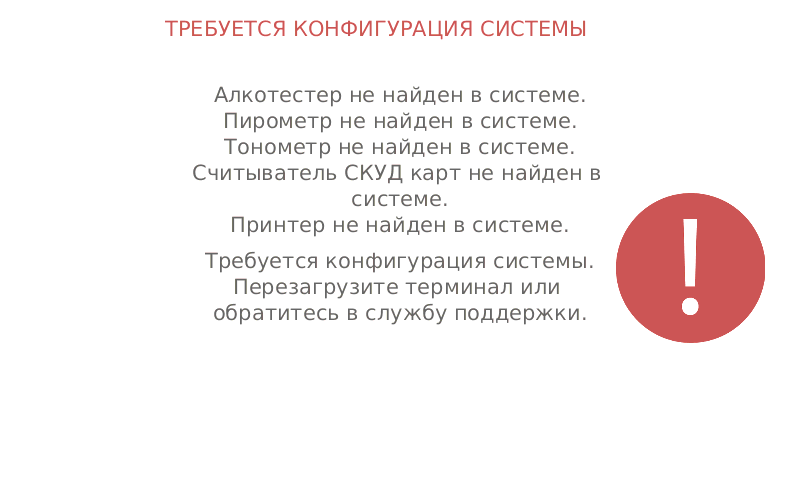 ТРЕБУЕТСЯ КОНФИГУРАЦИЯ СИСТЕМЫ
Алкотестер не найден в системе.
Пирометр не найден в системе.
Тонометр не найден в системе.
Считыватель СКУД карт не найден в
системе.
Принтер не найден в системе.
Требуется конфигурация системы.
Перезагрузите терминал или
обратитесь в службу поддержки.
!